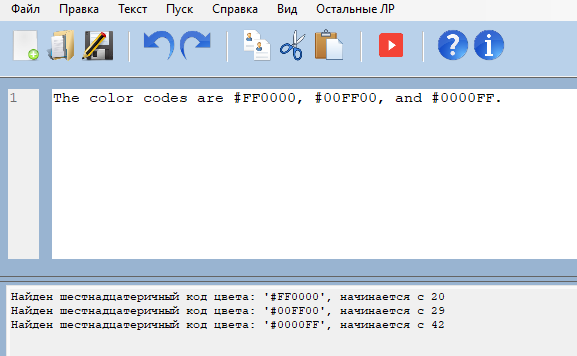 Файл Правка Текст Пуск Справка Вид Остальные ЛР
1 The color codes are #FF0000, #00FF00, and #0000FF.
Найден шестнадцатеричный код цвета: '#FF0000', начинается с 20
Найден шестнадцатеричный код цвета: '#00FF00', начинается с 29
Найден шестнадцатеричный код цвета: '#0000FF', начинается с 42